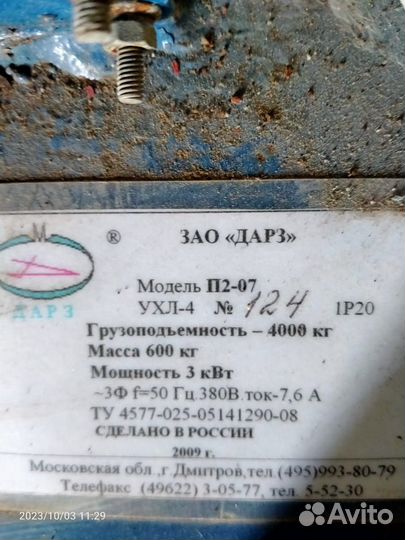 М
ДАРЗ
®
ЗАО «ДАРЗ»
Модель П2-07
УХЛ-4 № 124 1Р20
Грузоподъемность – 4000 кг
Масса 600 кг
Мощность 3 кВт
~3Ф f=50 Гц 380В ток-7,6 А
ТУ 4577-025-05141290-08
СДЕЛАНО В РОССИИ
2009 г.
Московская обл.,г Дмитров,тел.(495)993-80-79
Телефакс (49622) 3-05-77, тел. 5-52-30
2023/10/03 11:29
Avito